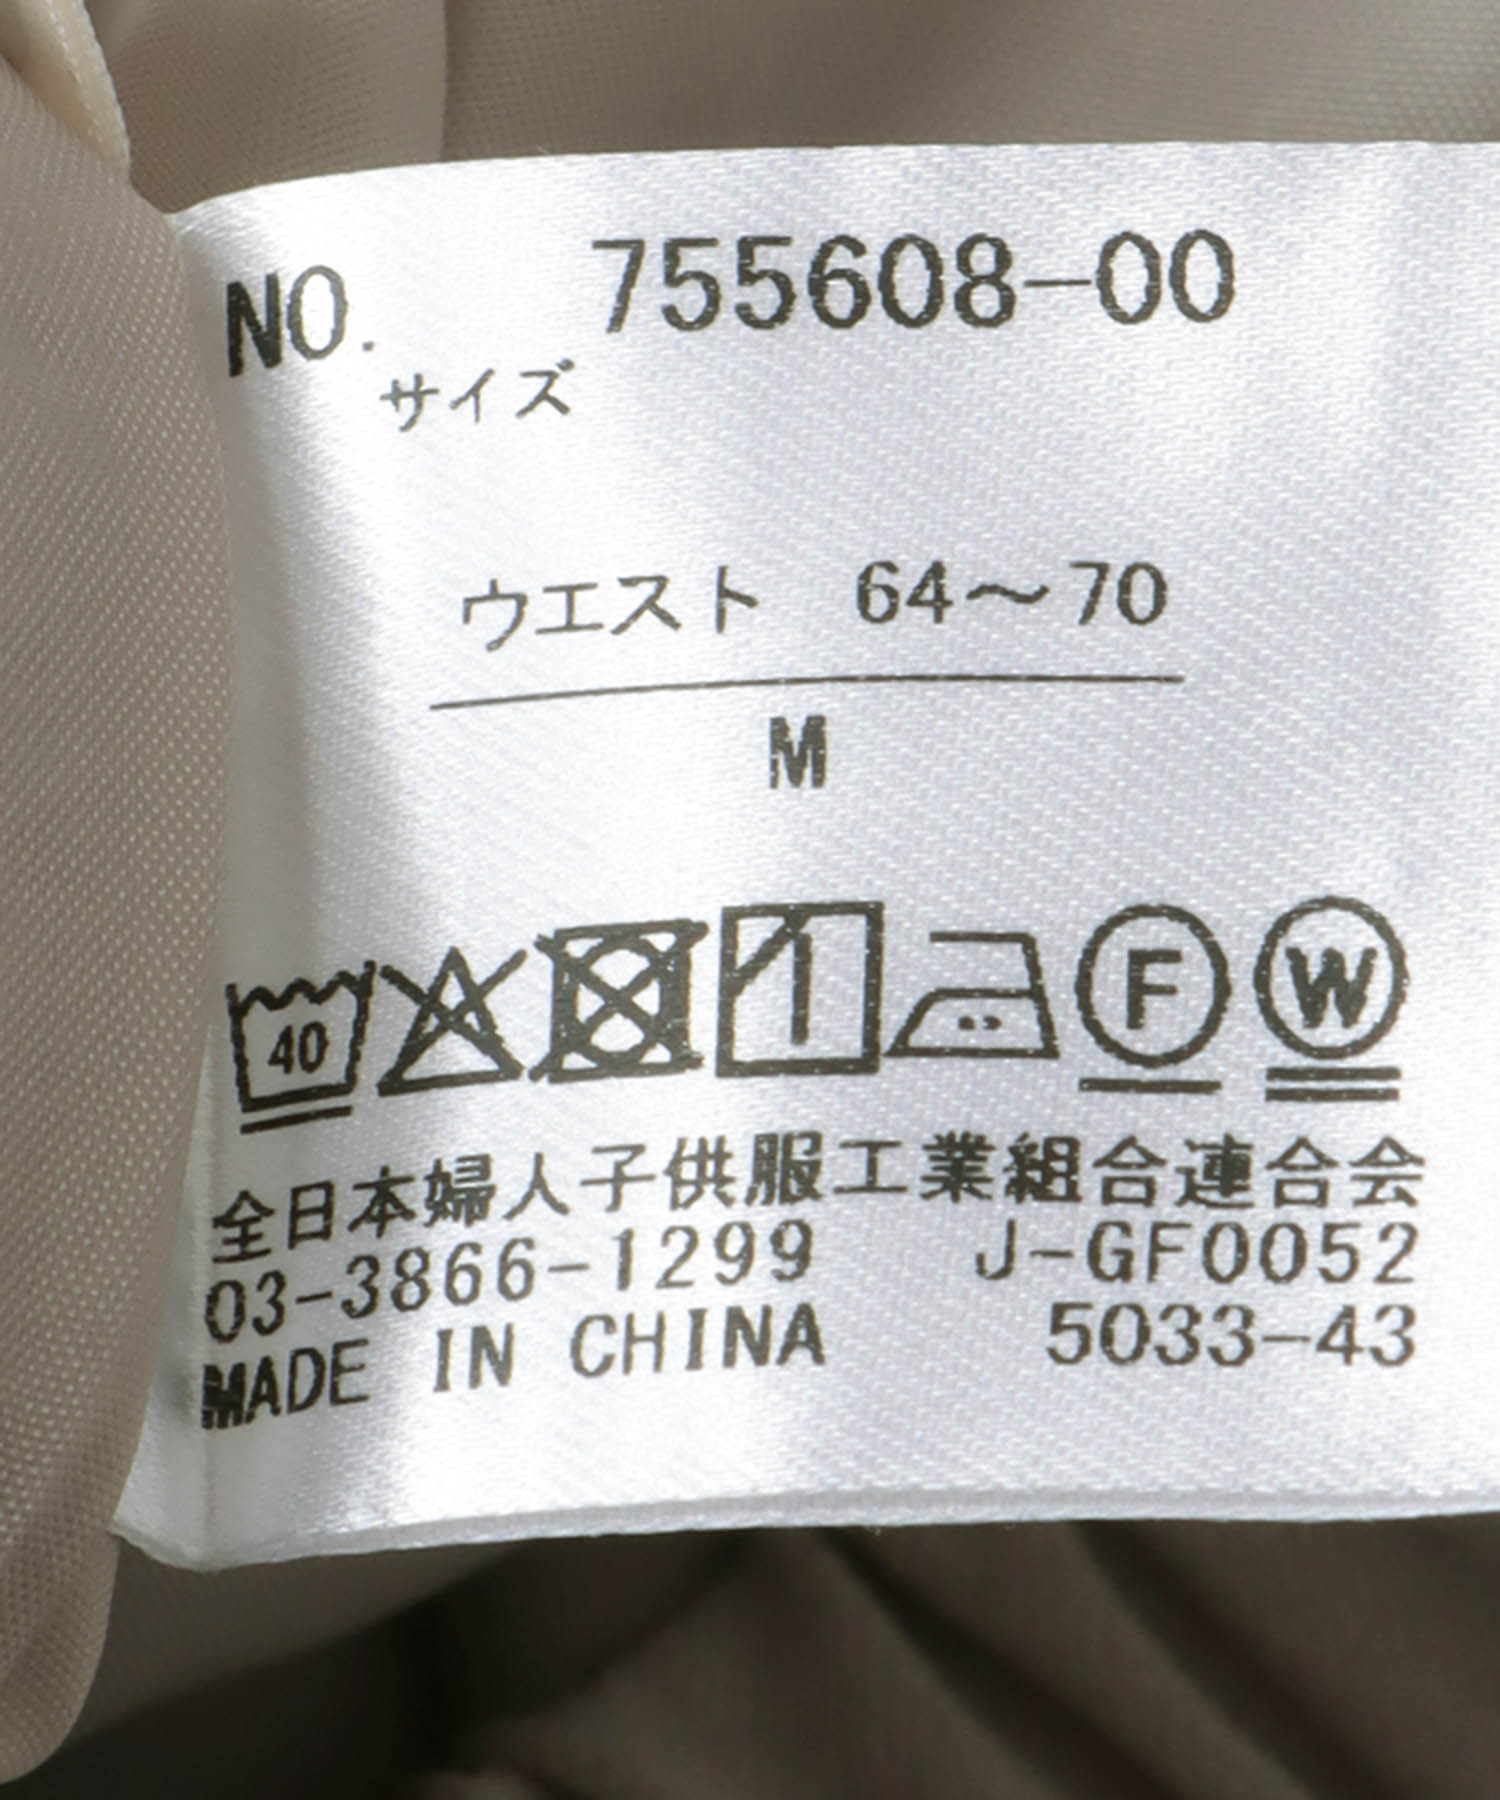 NO. 755608-00
サイズ
ウエスト 64～70
M
40 F W
全日本婦人子供服工業組合連合会
03-3866-1299 J-GF0052
MADE IN CHINA 5033-43